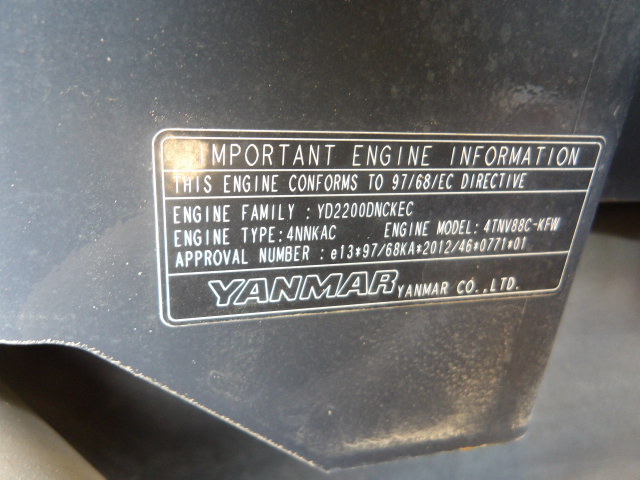 IMPORTANT ENGINE INFORMATION
THIS ENGINE CONFORMS TO 97/68/EC DIRECTIVE
ENGINE FAMILY : YD2200DNCKEC
ENGINE TYPE:4NNKAC ENGINE MODEL: 4TNV88C-KFW
APPROVAL NUMBER : e13*97/68KA*2012/46*0771*01
YANMAR YANMAR CO.,LTD.